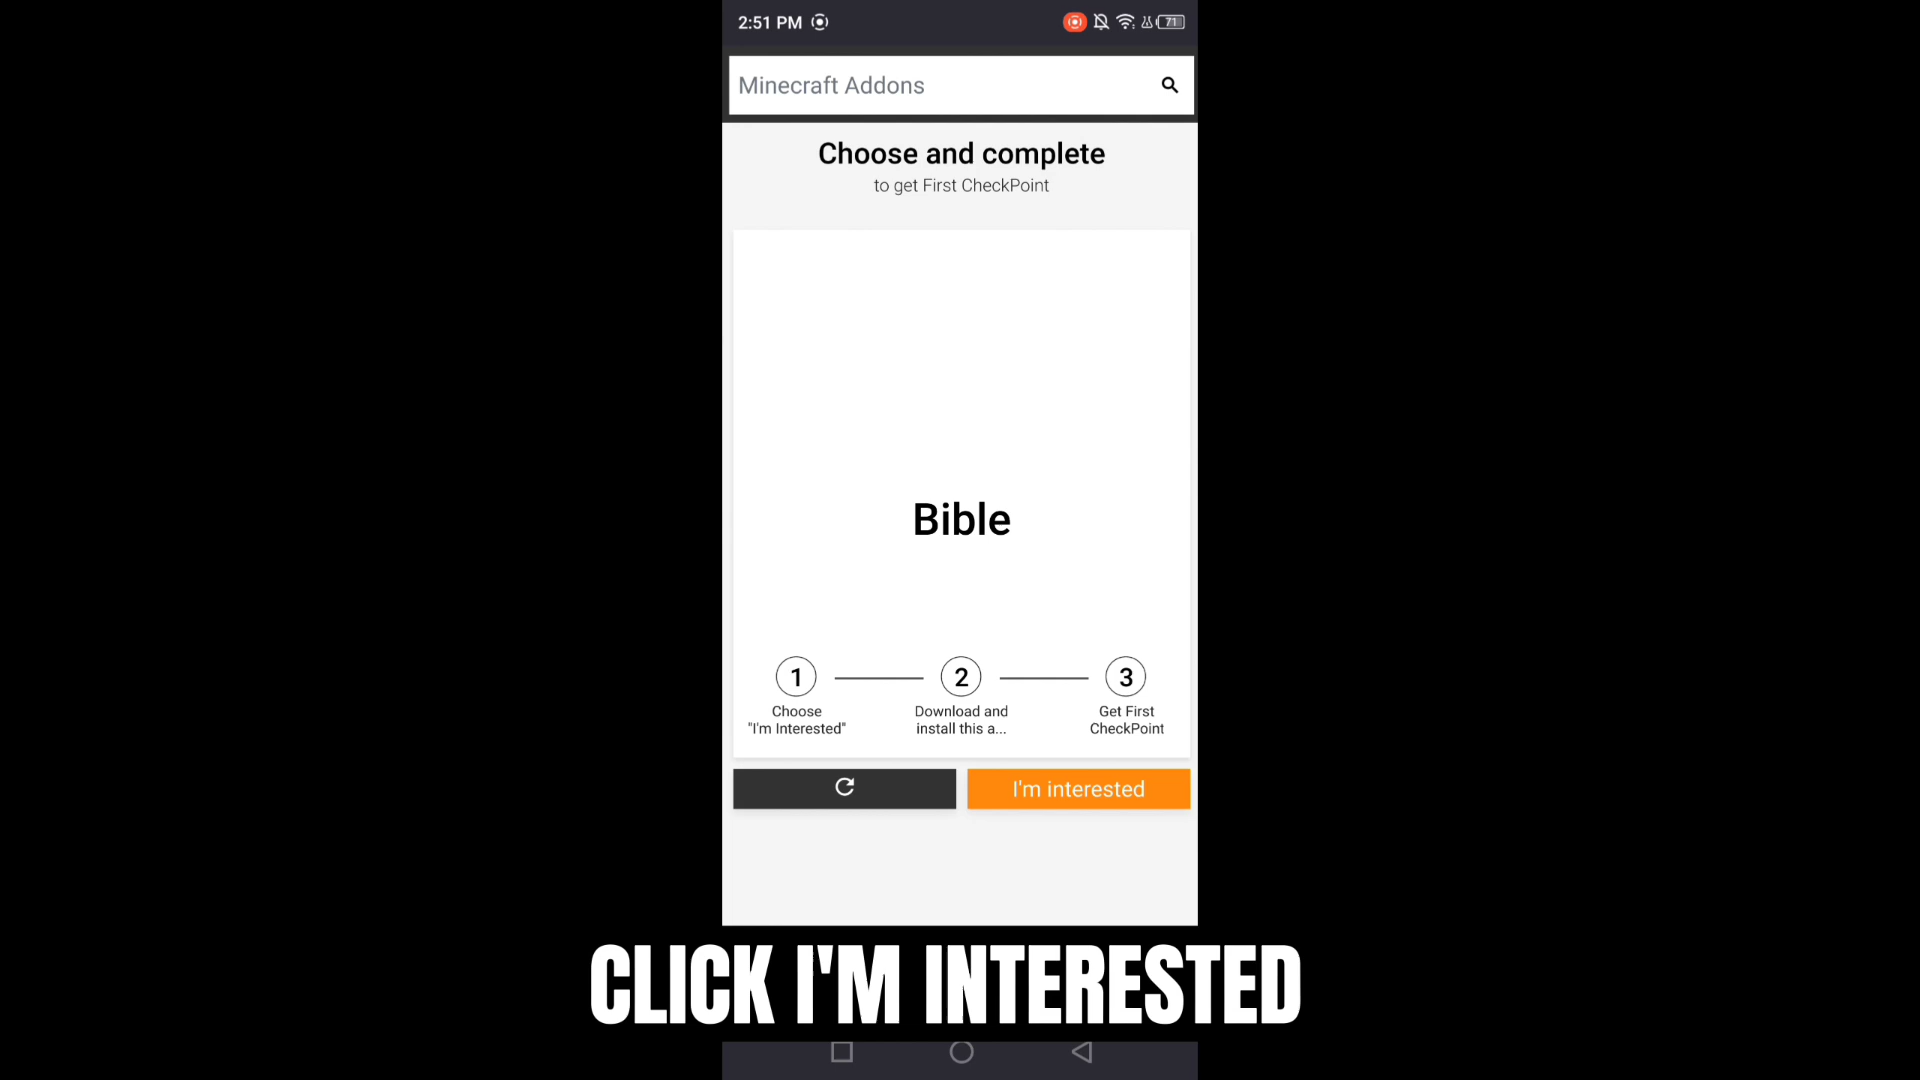 2:51 PM
71
Minecraft Addons
Choose and complete
to get First CheckPoint
Bible
1
2
3
Choose
"I'm Interested"
Download and
install this a...
Get First
CheckPoint
I'm interested
CLICK I'M INTERESTED